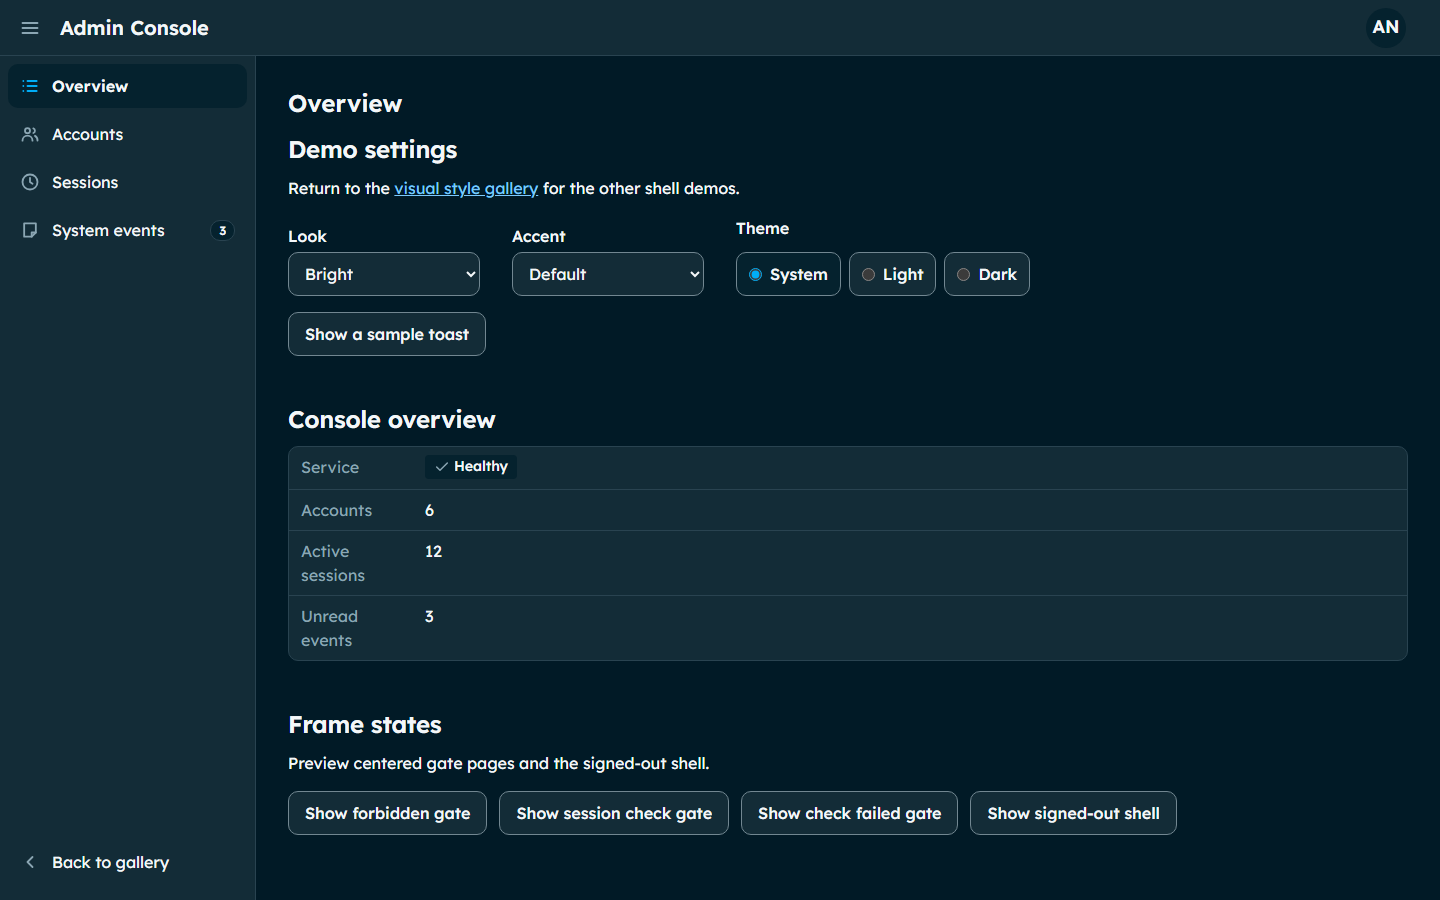 Admin Console
AN
Overview
Accounts
Sessions
System events
3
Back to gallery
Overview
Demo settings
Return to the visual style gallery for the other shell demos.
Look
Accent
Theme
Bright
Default
System
Light
Dark
Show a sample toast
Console overview
Service
Healthy
Accounts
6
Active
sessions
12
Unread
events
3
Frame states
Preview centered gate pages and the signed-out shell.
Show forbidden gate
Show session check gate
Show check failed gate
Show signed-out shell